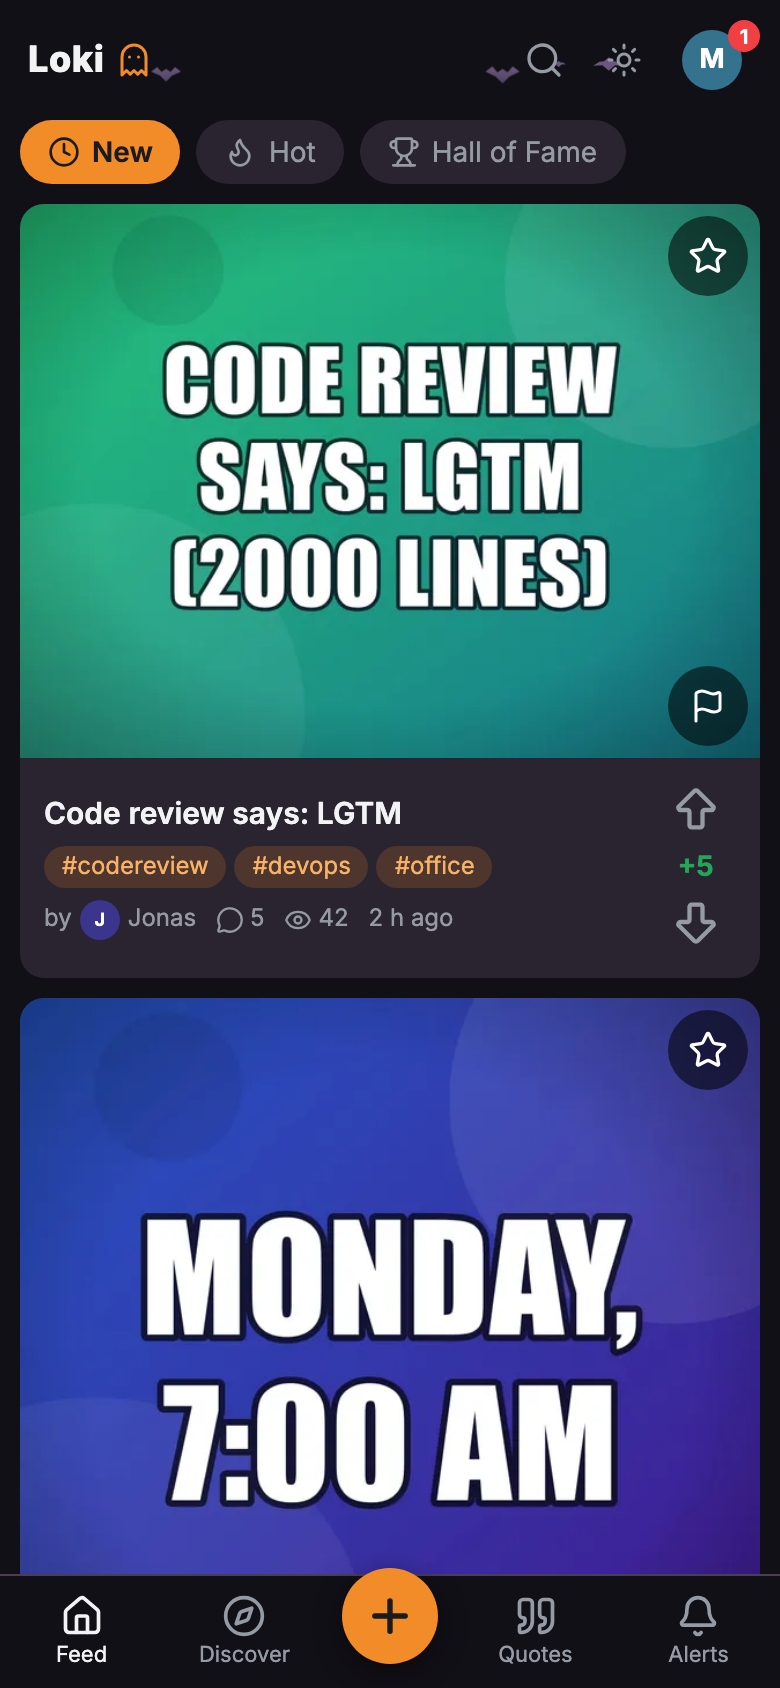 Loki
M
1
New
Hot
Hall of Fame
CODE REVIEW
SAYS: LGTM
(2000 LINES)
Code review says: LGTM
#codereview #devops #office
+5
by J Jonas 5 42 2 h ago
MONDAY,
7:00 AM
Feed
Discover
Quotes
Alerts